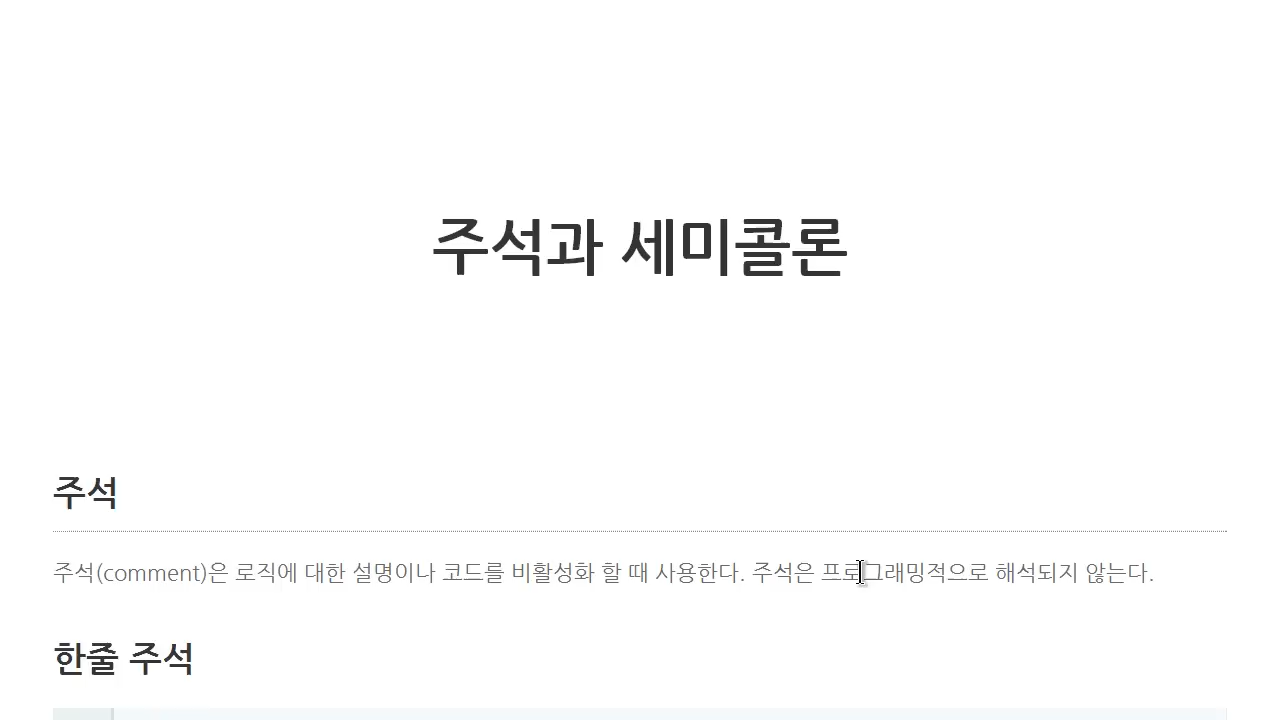 주석과 세미콜론
주석
주석(comment)은 로직에 대한 설명이나 코드를 비활성화 할 때 사용한다. 주석은 프로그래밍적으로 해석되지 않는다.
한줄 주석